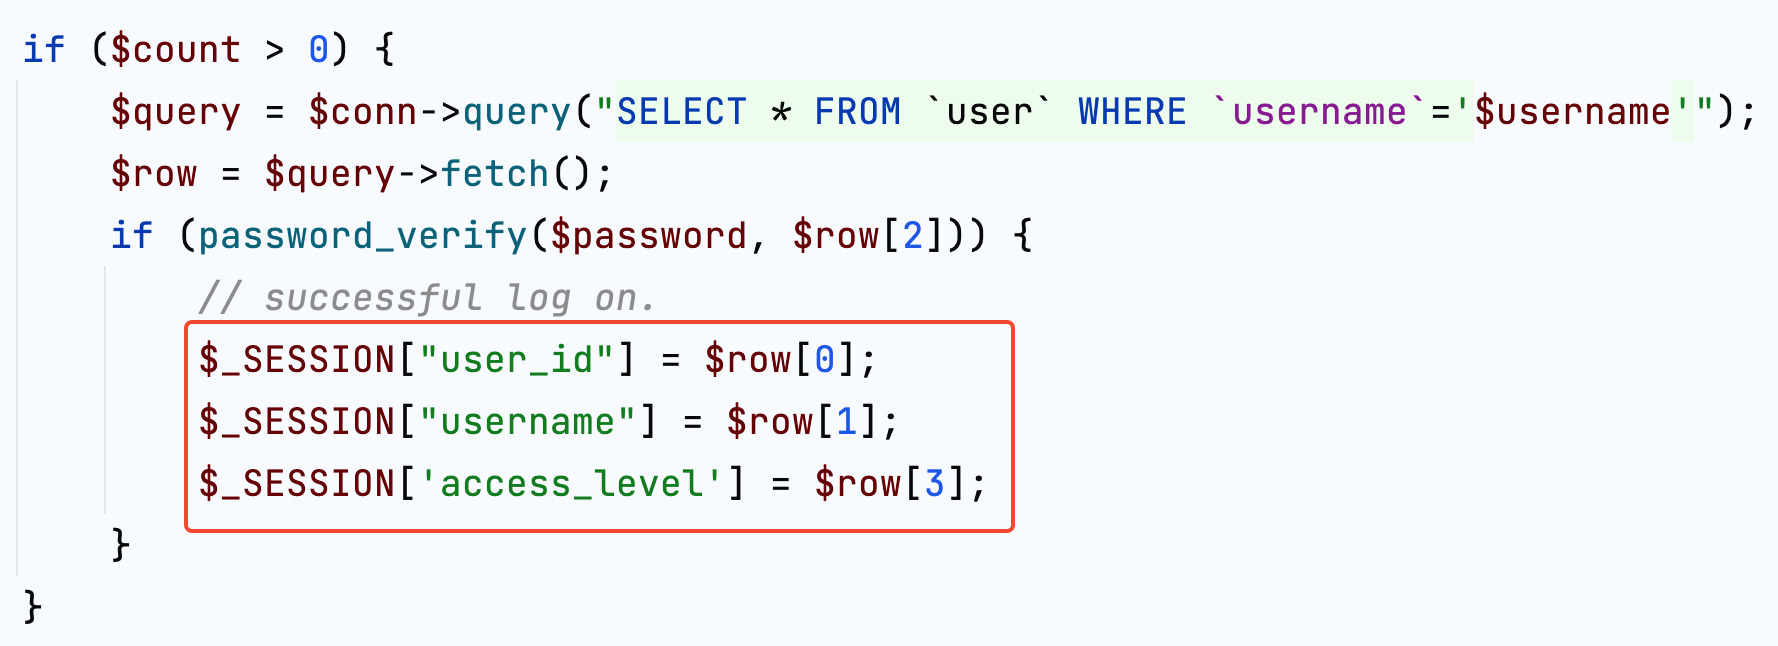 if ($count > 0) {
    $query = $conn->query("SELECT * FROM `user` WHERE `username`='$username'");
    $row = $query->fetch();
    if (password_verify($password, $row[2])) {
        // successful log on.
        $_SESSION["user_id"] = $row[0];
        $_SESSION["username"] = $row[1];
        $_SESSION['access_level'] = $row[3];
    }
}